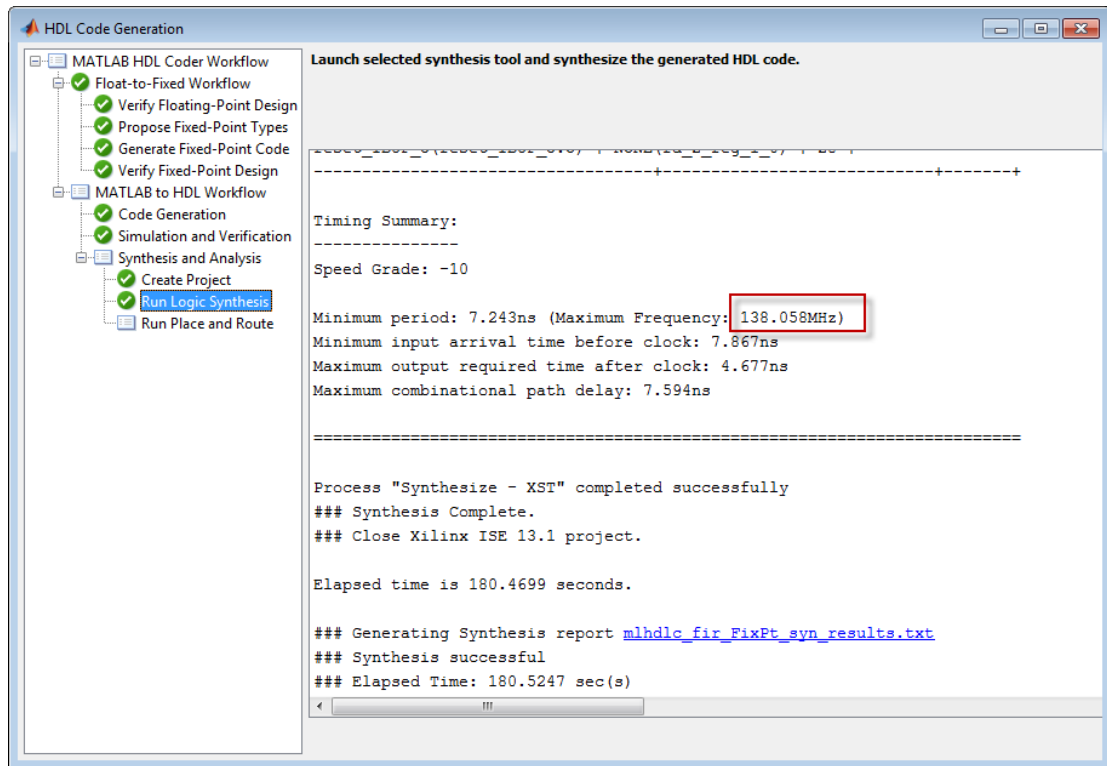 HDL Code Generation
MATLAB HDL Coder Workflow
Float-to-Fixed Workflow
Verify Floating-Point Design
Propose Fixed-Point Types
Generate Fixed-Point Code
Verify Fixed-Point Design
MATLAB to HDL Workflow
Code Generation
Simulation and Verification
Synthesis and Analysis
Create Project
Run Logic Synthesis
Run Place and Route
Launch selected synthesis tool and synthesize the generated HDL code.
-----------------------------------+----------------------------+-------+
Timing Summary:
---------------
Speed Grade: -10
Minimum period: 7.243ns (Maximum Frequency: 138.058MHz)
Minimum input arrival time before clock: 7.867ns
Maximum output required time after clock: 4.677ns
Maximum combinational path delay: 7.594ns
=========================================================================
Process "Synthesize - XST" completed successfully
### Synthesis Complete.
### Close Xilinx ISE 13.1 project.
Elapsed time is 180.4699 seconds.
### Generating Synthesis report mlhdlc_fir_FixPt_syn_results.txt
### Synthesis successful
### Elapsed Time: 180.5247 sec(s)